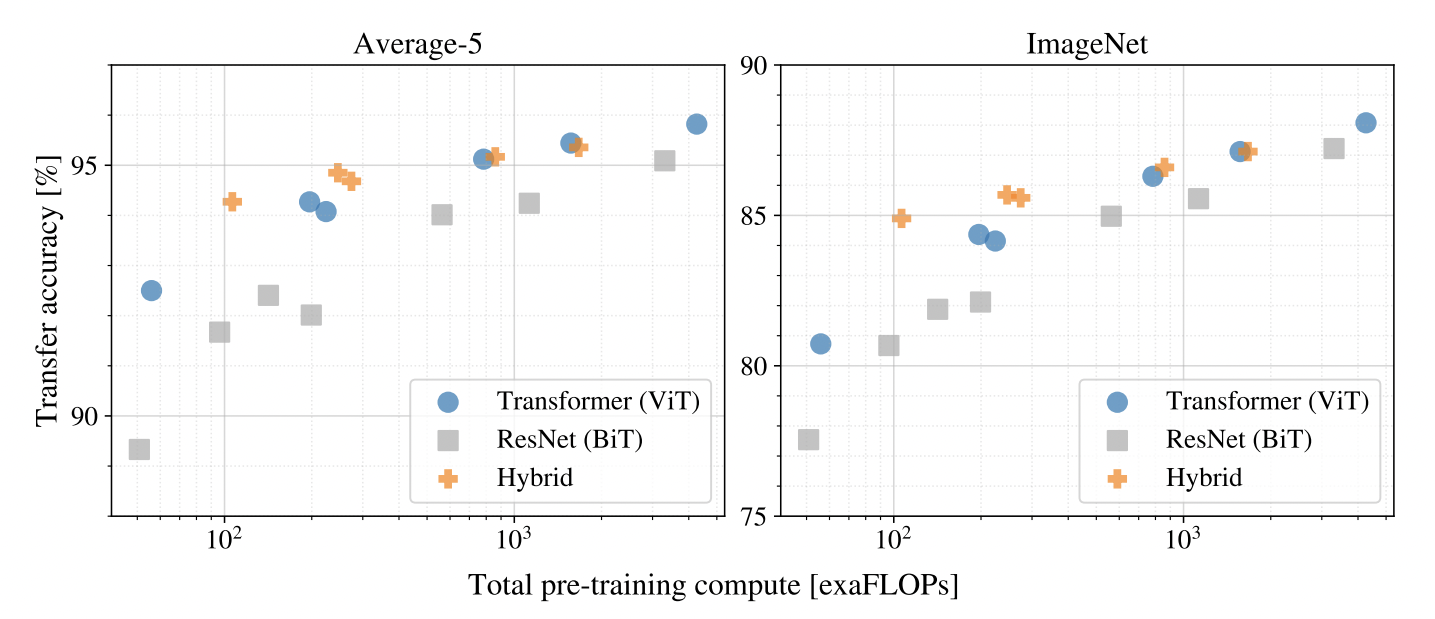 Average-5
ImageNet
Transfer accuracy [%]
95
90
10²
10³
Transformer (ViT)
ResNet (BiT)
Hybrid
90
85
80
75
10²
10³
Transformer (ViT)
ResNet (BiT)
Hybrid
Total pre-training compute [exaFLOPs]